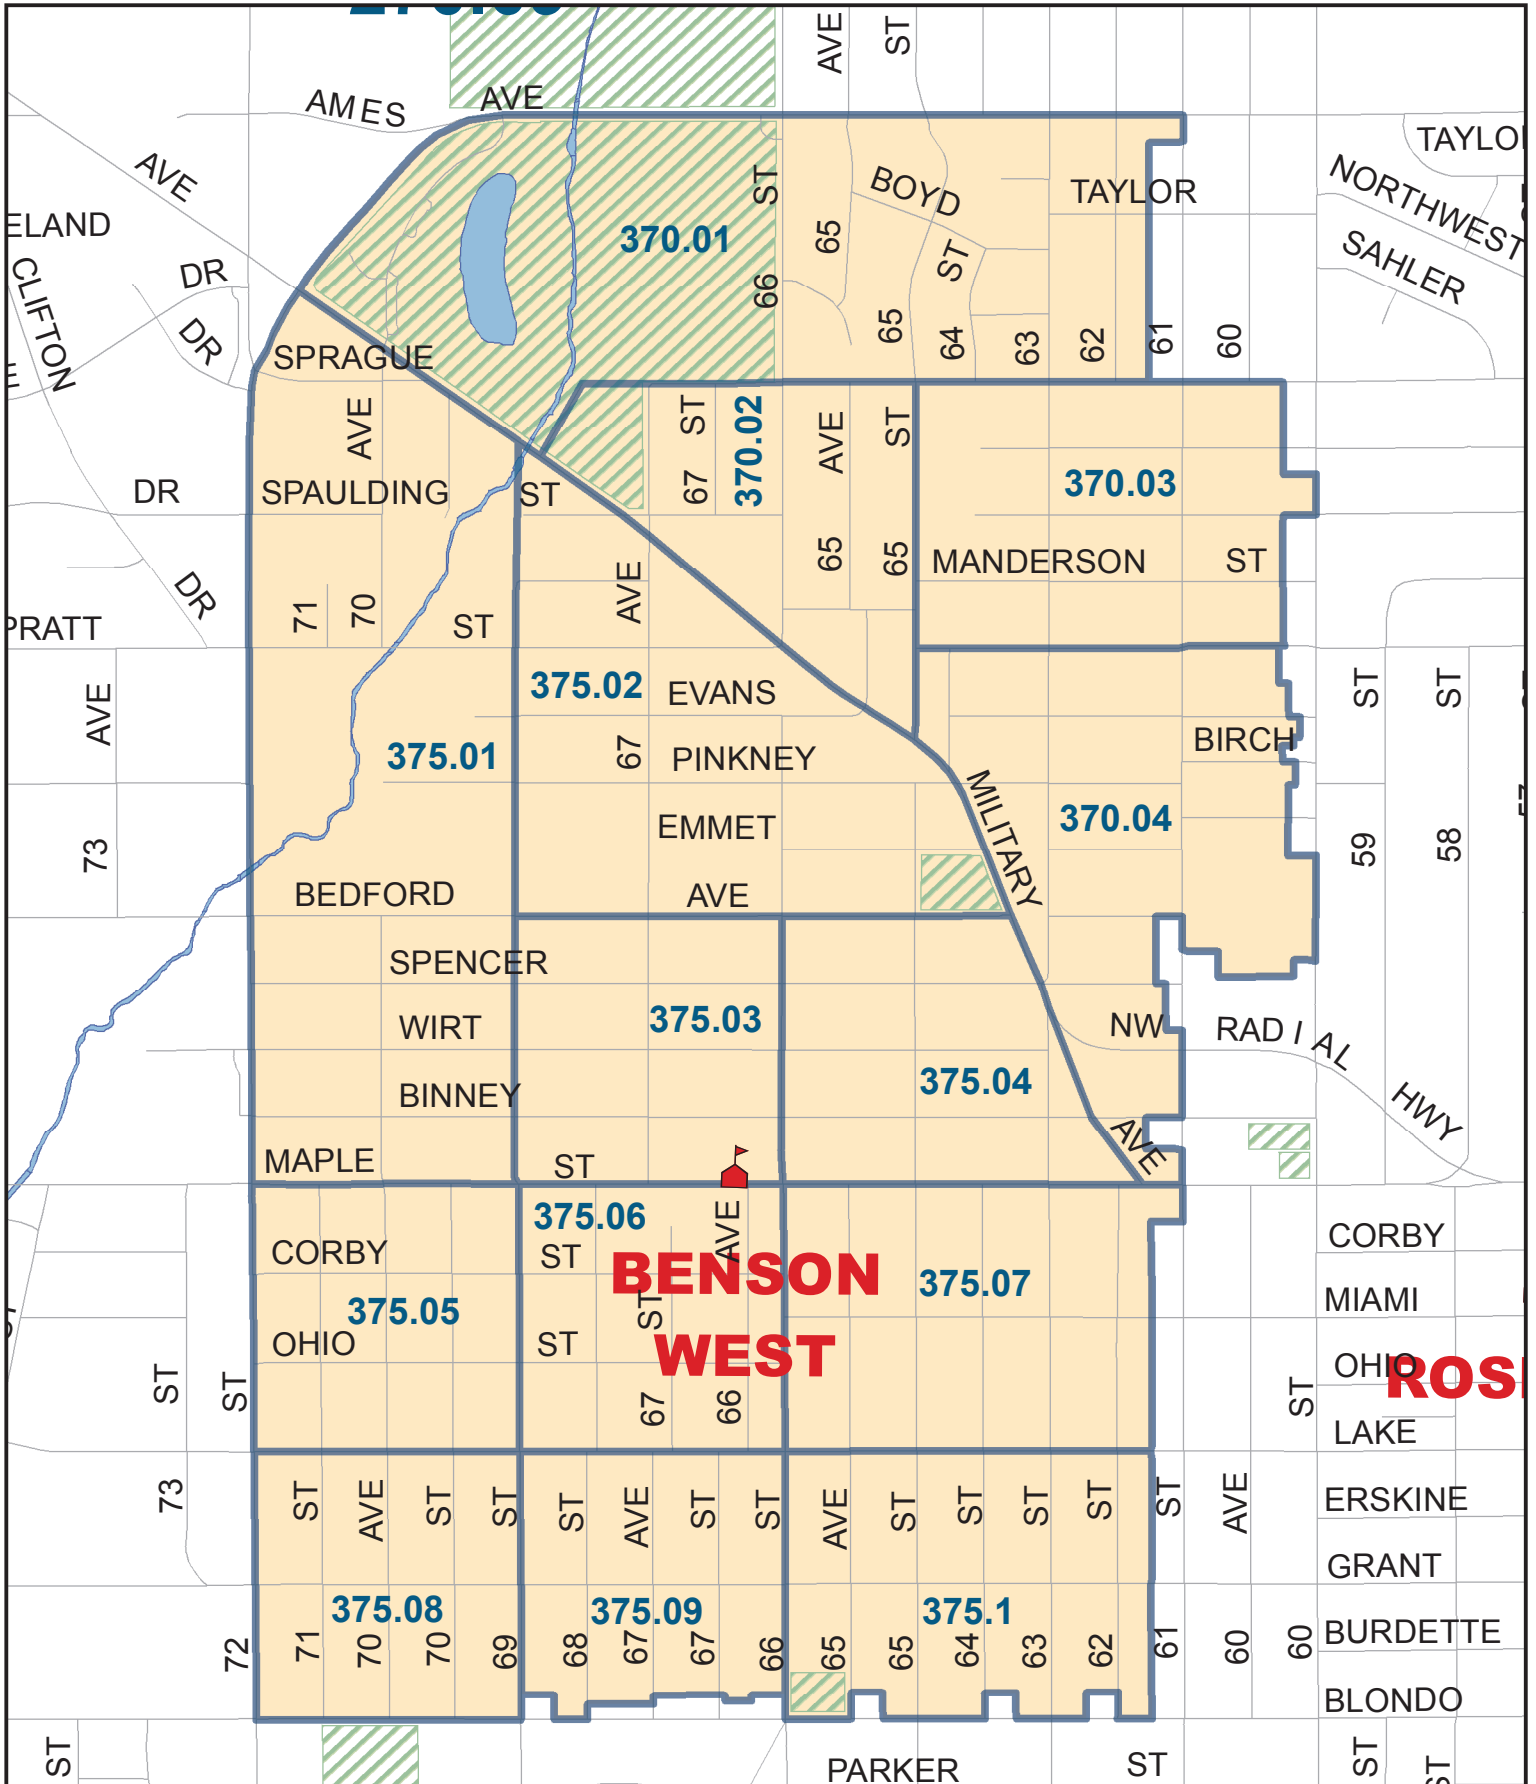 AVE
ST
AMES
AVE
TAYLOR
AVE
NORTHWEST
ST
BOYD
TAYLOR
370.01
65
SAHLER
DR
CLIFTON
ST
66
DR
65
64
63
62
61
60
SPRAGUE
AVE
ST
370.02
AVE
ST
370.03
DR
SPAULDING
ST
67
65
65
MANDERSON
ST
DR
71
70
AVE
ST
PRATT
375.02
EVANS
AVE
ST
ST
375.01
67
PINKNEY
BIRCH
MILITARY
370.04
EMMET
73
59
58
BEDFORD
AVE
SPENCER
WIRT
375.03
NW
RADIAL
HWY
375.04
BINNEY
MAPLE
ST
AVE
375.06
AVE
CORBY
ST
BENSON
WEST
375.07
CORBY
375.05
ST
MIAMI
OHIO
ST
OHIO
ST
ST
67
66
ST
LAKE
73
ST
AVE
ST
ST
ST
AVE
ST
ST
AVE
ST
ST
ST
ST
ST
AVE
ERSKINE
GRANT
375.08
375.09
375.1
BURDETTE
72
71
70
70
69
68
67
67
66
65
65
64
63
62
61
60
60
BLONDO
ST
PARKER
ST
ST
ST